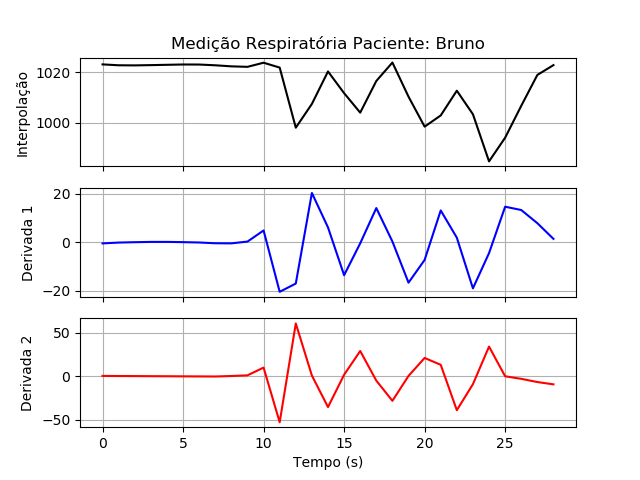 Medição Respiratória Paciente: Bruno
Interpolação
1020
1000
Derivada 1
20
0
−20
Derivada 2
50
0
−50
0 5 10 15 20 25
Tempo (s)